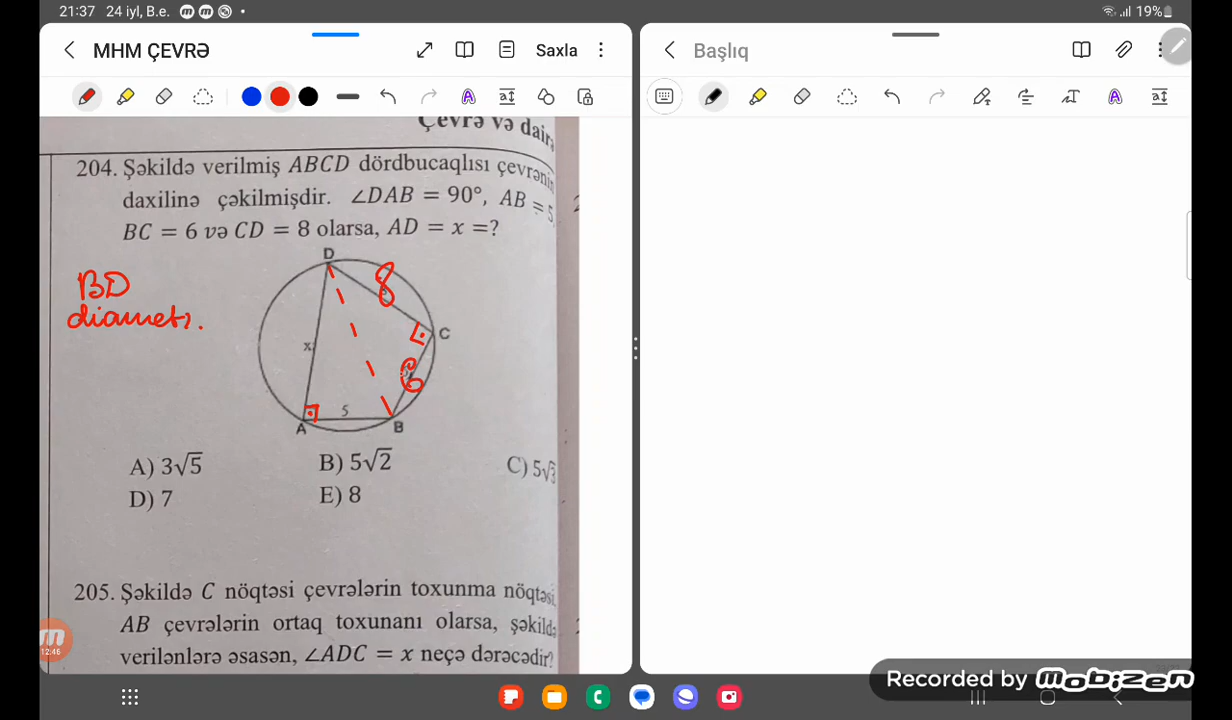 21:37 24 iyl, B.e. 19%
MHM ÇEVRƏ Saxla
Başlıq
Çevrə və dairə
204. Şəkildə verilmiş ABCD dördbucaqlısı çevrənin
daxilinə çəkilmişdir. ∠DAB = 90°, AB = 5,
BC = 6 və CD = 8 olarsa, AD = x =?
BD
diametr.
D
8
C
x
6
5
A
B
A) 3√5 B) 5√2 C) 5√3
D) 7 E) 8
205. Şəkildə C nöqtəsi çevrələrin toxunma nöqtəsi,
AB çevrələrin ortaq toxunanı olarsa, şəkildə
verilənlərə əsasən, ∠ADC = x neçə dərəcədir?
12:46
Recorded by mobizen